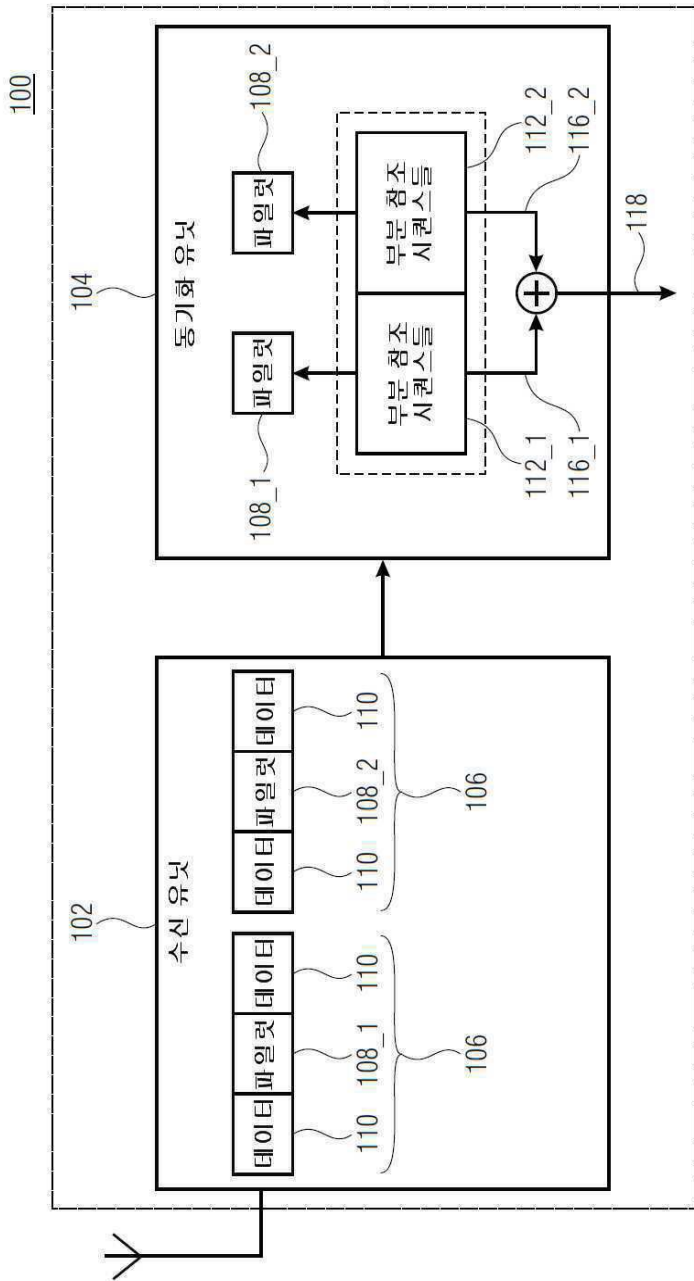 100
102
수신 유닛
데이터 파일럿 데이터
데이터 파일럿 데이터
110
108_1
110
110
108_2
110
106
106
104
동기화 유닛
파일럿
파일럿
108_1
108_2
부분 참조
시퀀스들
부분 참조
시퀀스들
112_1
116_1
112_2
116_2
118